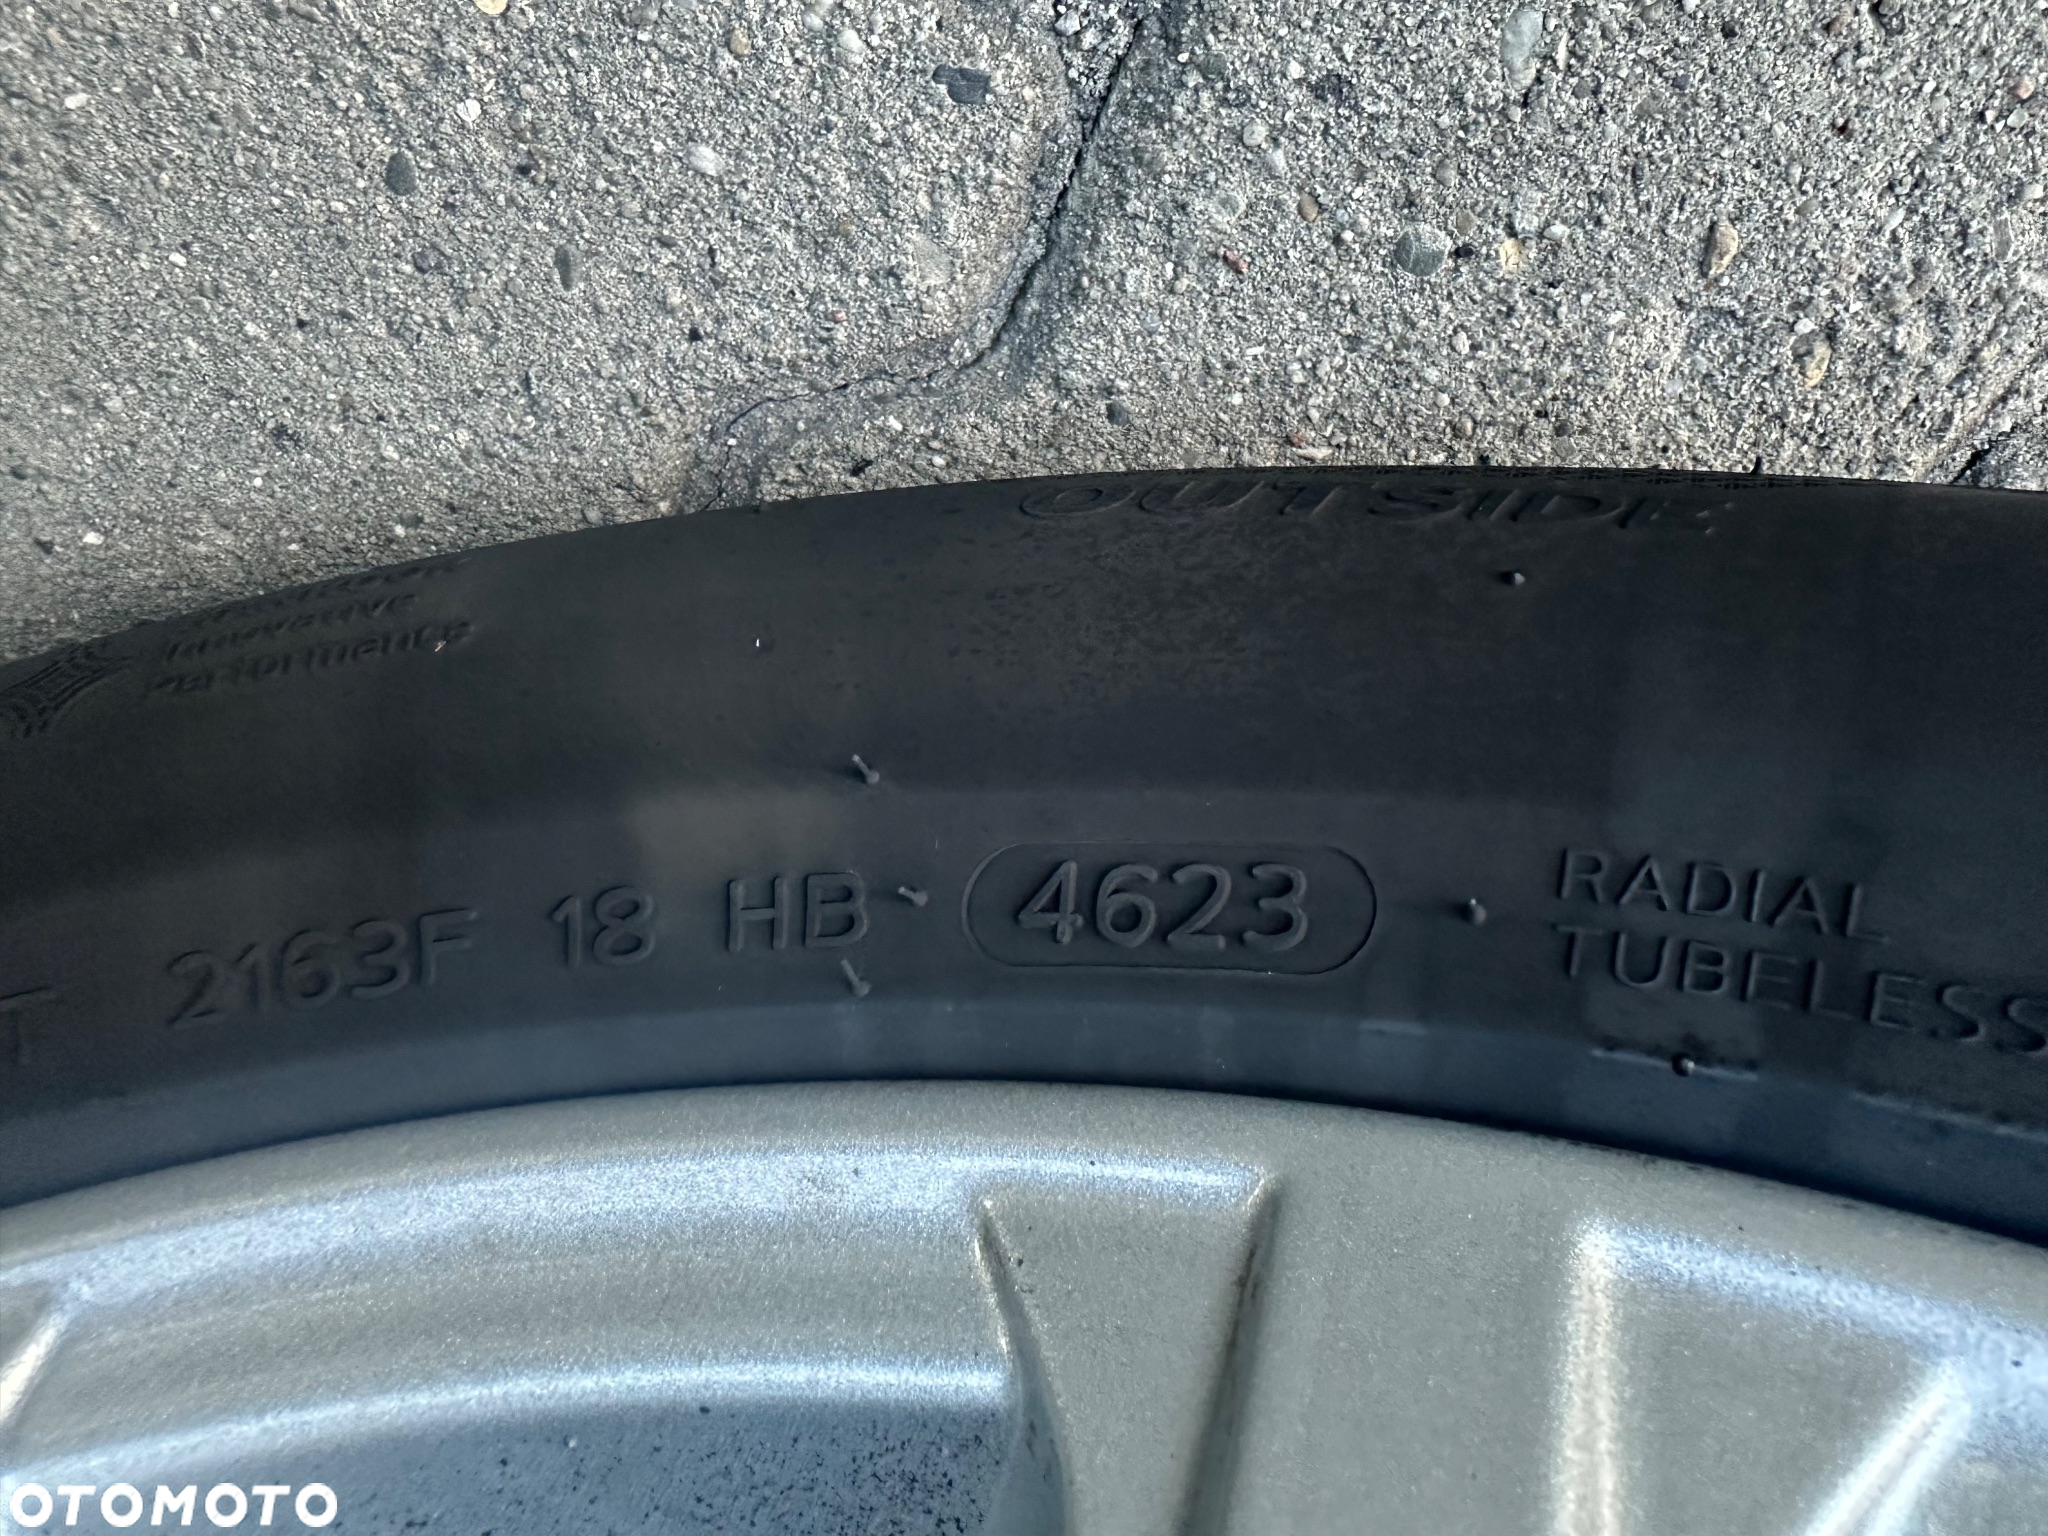 OUTSIDE
Innovative
Performance
T 2163F 18 HB 4623 RADIAL
TUBELESS
OTOMOTO